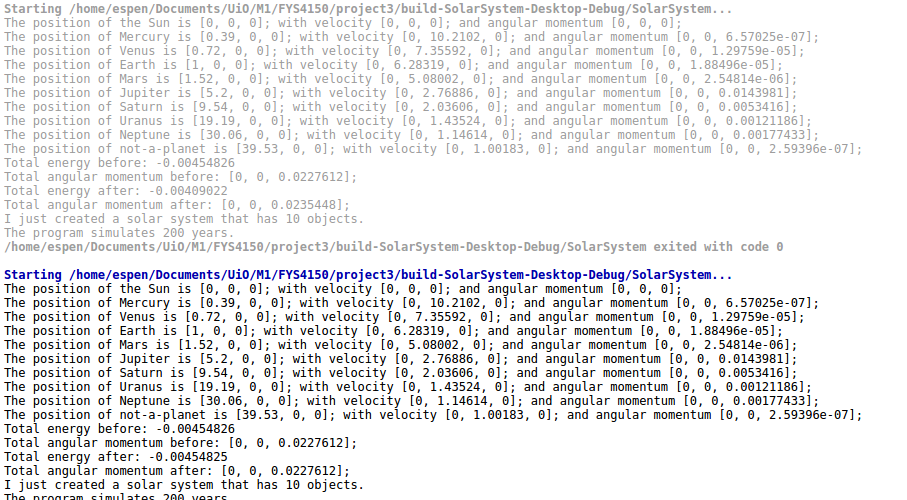 Starting /home/espen/Documents/UiO/M1/FYS4150/project3/build-SolarSystem-Desktop-Debug/SolarSystem...
The position of the Sun is [0, 0, 0]; with velocity [0, 0, 0]; and angular momentum [0, 0, 0];
The position of Mercury is [0.39, 0, 0]; with velocity [0, 10.2102, 0]; and angular momentum [0, 0, 6.57025e-07];
The position of Venus is [0.72, 0, 0]; with velocity [0, 7.35592, 0]; and angular momentum [0, 0, 1.29759e-05];
The position of Earth is [1, 0, 0]; with velocity [0, 6.28319, 0]; and angular momentum [0, 0, 1.88496e-05];
The position of Mars is [1.52, 0, 0]; with velocity [0, 5.08002, 0]; and angular momentum [0, 0, 2.54814e-06];
The position of Jupiter is [5.2, 0, 0]; with velocity [0, 2.76886, 0]; and angular momentum [0, 0, 0.0143981];
The position of Saturn is [9.54, 0, 0]; with velocity [0, 2.03606, 0]; and angular momentum [0, 0, 0.0053416];
The position of Uranus is [19.19, 0, 0]; with velocity [0, 1.43524, 0]; and angular momentum [0, 0, 0.00121186];
The position of Neptune is [30.06, 0, 0]; with velocity [0, 1.14614, 0]; and angular momentum [0, 0, 0.00177433];
The position of not-a-planet is [39.53, 0, 0]; with velocity [0, 1.00183, 0]; and angular momentum [0, 0, 2.59396e-07];
Total energy before: -0.00454826
Total angular momentum before: [0, 0, 0.0227612];
Total energy after: -0.00409022
Total angular momentum after: [0, 0, 0.0235448];
I just created a solar system that has 10 objects.
The program simulates 200 years.
/home/espen/Documents/UiO/M1/FYS4150/project3/build-SolarSystem-Desktop-Debug/SolarSystem exited with code 0
Starting /home/espen/Documents/UiO/M1/FYS4150/project3/build-SolarSystem-Desktop-Debug/SolarSystem...
The position of the Sun is [0, 0, 0]; with velocity [0, 0, 0]; and angular momentum [0, 0, 0];
The position of Mercury is [0.39, 0, 0]; with velocity [0, 10.2102, 0]; and angular momentum [0, 0, 6.57025e-07];
The position of Venus is [0.72, 0, 0]; with velocity [0, 7.35592, 0]; and angular momentum [0, 0, 1.29759e-05];
The position of Earth is [1, 0, 0]; with velocity [0, 6.28319, 0]; and angular momentum [0, 0, 1.88496e-05];
The position of Mars is [1.52, 0, 0]; with velocity [0, 5.08002, 0]; and angular momentum [0, 0, 2.54814e-06];
The position of Jupiter is [5.2, 0, 0]; with velocity [0, 2.76886, 0]; and angular momentum [0, 0, 0.0143981];
The position of Saturn is [9.54, 0, 0]; with velocity [0, 2.03606, 0]; and angular momentum [0, 0, 0.0053416];
The position of Uranus is [19.19, 0, 0]; with velocity [0, 1.43524, 0]; and angular momentum [0, 0, 0.00121186];
The position of Neptune is [30.06, 0, 0]; with velocity [0, 1.14614, 0]; and angular momentum [0, 0, 0.00177433];
The position of not-a-planet is [39.53, 0, 0]; with velocity [0, 1.00183, 0]; and angular momentum [0, 0, 2.59396e-07];
Total energy before: -0.00454826
Total angular momentum before: [0, 0, 0.0227612];
Total energy after: -0.00454825
Total angular momentum after: [0, 0, 0.0227612];
I just created a solar system that has 10 objects.
The program simulates 200 years.